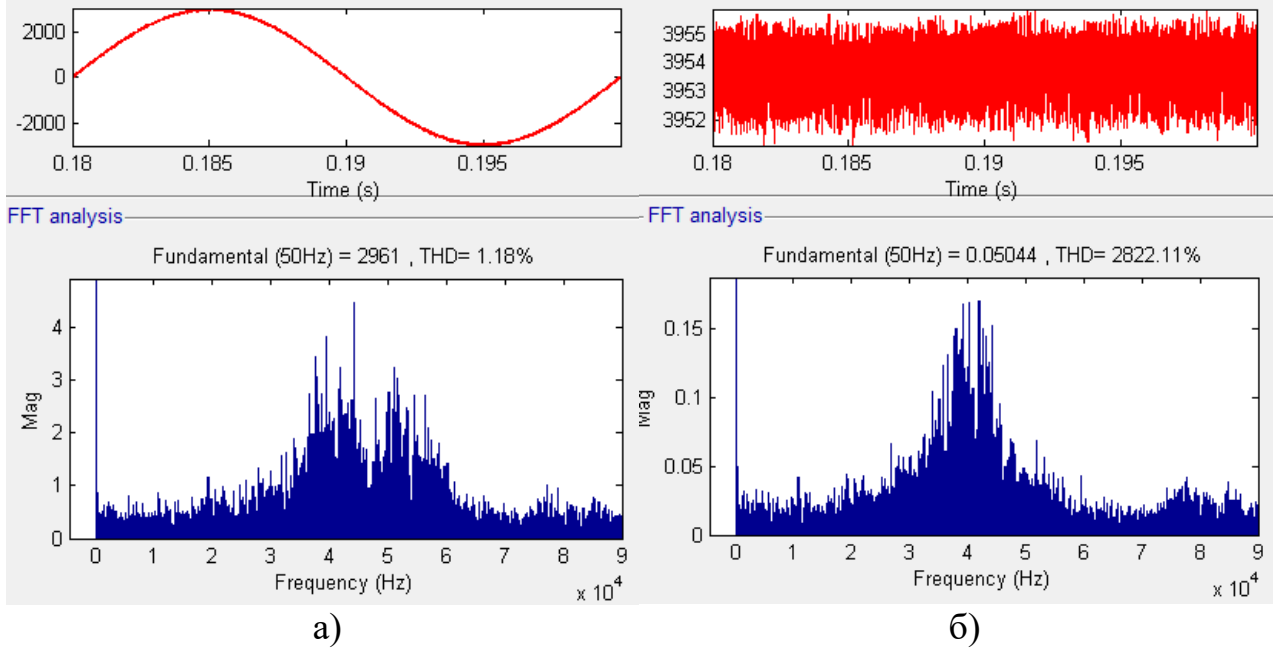 2000
0
-2000
0.18 0.185 0.19 0.195
Time (s)
FFT analysis
Fundamental (50Hz) = 2961 , THD= 1.18%
4
3
2
1
0
Mag
0 1 2 3 4 5 6 7 8 9
Frequency (Hz)
x 10^4
а)
3955
3954
3953
3952
0.18 0.185 0.19 0.195
Time (s)
FFT analysis
Fundamental (50Hz) = 0.05044 , THD= 2822.11%
0.15
0.1
0.05
0
Mag
0 1 2 3 4 5 6 7 8 9
Frequency (Hz)
x 10^4
б)